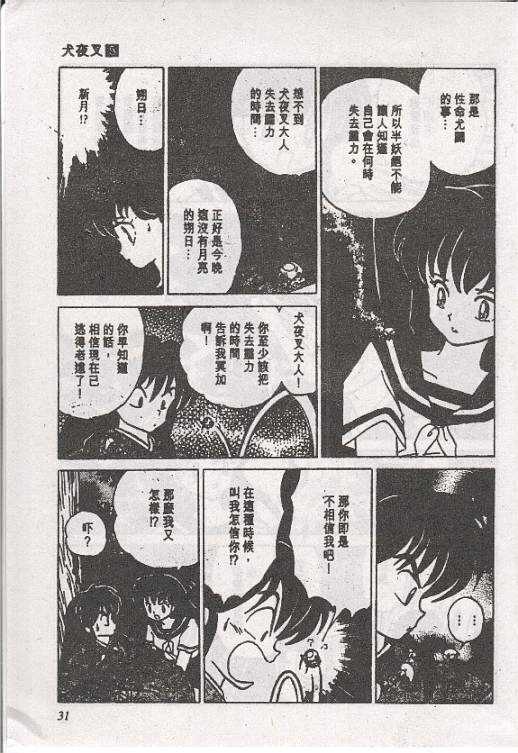 犬夜叉
那是
性命尤關
的事…
所以半妖絕不能
讓人知道
自己會在何時
失去靈力。
想不到
犬夜叉大人
失去靈力
的時間…
正好是今晚
這沒有月亮
的朔日…
朔日…
新月!?
犬夜叉大人！
你至少該把
失去靈力
的時間
告訴我冥加
啊！
你早知道
的話，
相信現在已
逃得老遠了！
那你即是
不相信我吧！
……
在這種時候，
叫我怎信你!?
那麼我又
怎樣!?
吓？
31